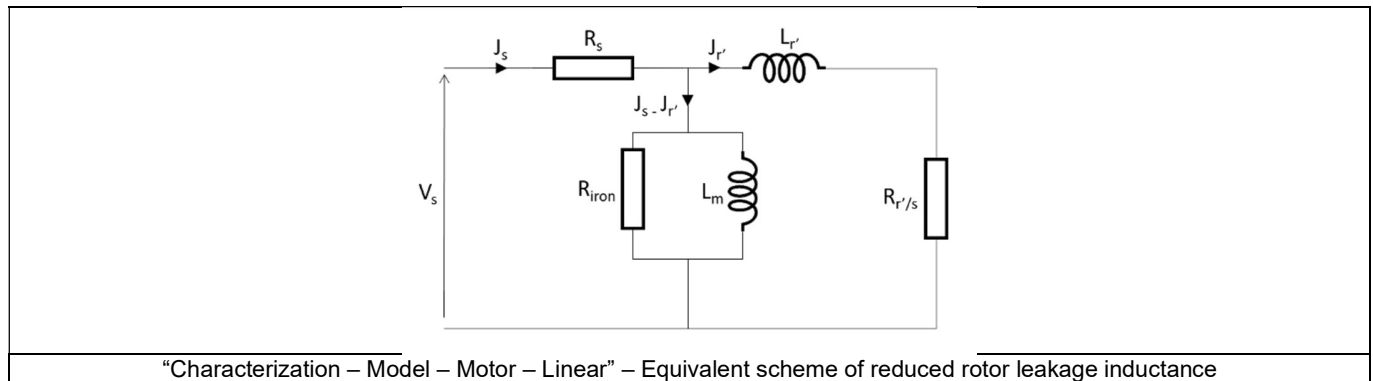 J_s
R_s
J_r'
L_r'
J_s - J_r'
V_s
R_iron
L_m
R_r'/s
“Characterization – Model – Motor – Linear” – Equivalent scheme of reduced rotor leakage inductance